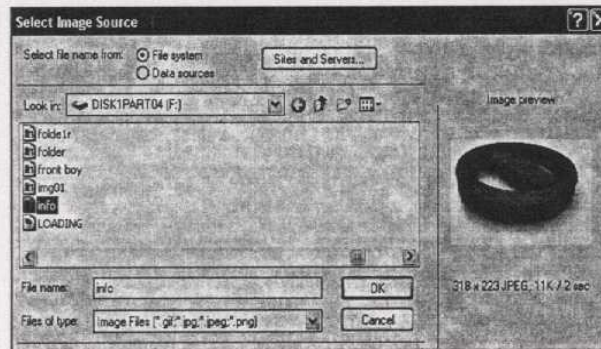 Select Image Source
Select file name from: File system
Data sources
Sites and Servers...
Look in: DISK1PART04 (F:)
Image preview
folde1r
folder
front boy
img01
info
LOADING
File name: info
OK
318 x 223 JPEG, 11K / 2 sec
Files of type: Image Files (*.gif;*.jpg;*.jpeg;*.png)
Cancel